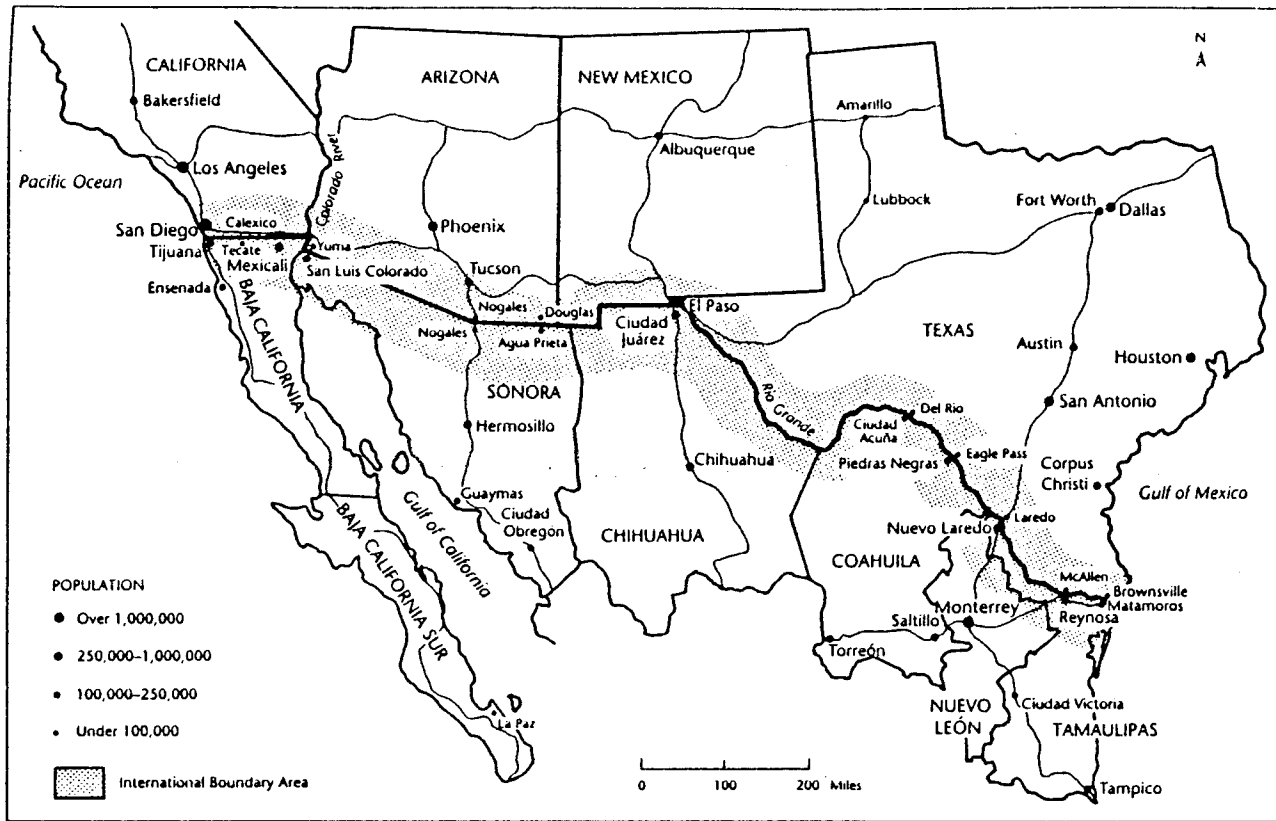 N
CALIFORNIA
ARIZONA
NEW MEXICO
Bakersfield
Amarillo
Colorado River
Albuquerque
Los Angeles
Pacific Ocean
Lubbock
Fort Worth
Dallas
San Diego
Calexico
Phoenix
Tijuana
Tecate
Yuma
Mexicali
San Luis Colorado
Tucson
Ensenada
BAJA CALIFORNIA
Nogales
Douglas
El Paso
Nogales
Agua Prieta
Ciudad
Juárez
TEXAS
Austin
Houston
SONORA
Rio Grande
San Antonio
Del Rio
Hermosillo
Ciudad
Acuña
Chihuahua
Piedras Negras
Eagle Pass
Corpus
Christi
Gulf of Mexico
Guaymas
Gulf of California
Ciudad
Obregón
CHIHUAHUA
Nuevo Laredo
Laredo
BAJA CALIFORNIA SUR
COAHUILA
McAllen
Brownsville
Matamoros
Monterrey
Reynosa
Saltillo
Torreón
POPULATION
Over 1,000,000
250,000–1,000,000
100,000–250,000
Under 100,000
La Paz
NUEVO
LEÓN
Ciudad Victoria
TAMAULIPAS
International Boundary Area
0 100 200 Miles
Tampico